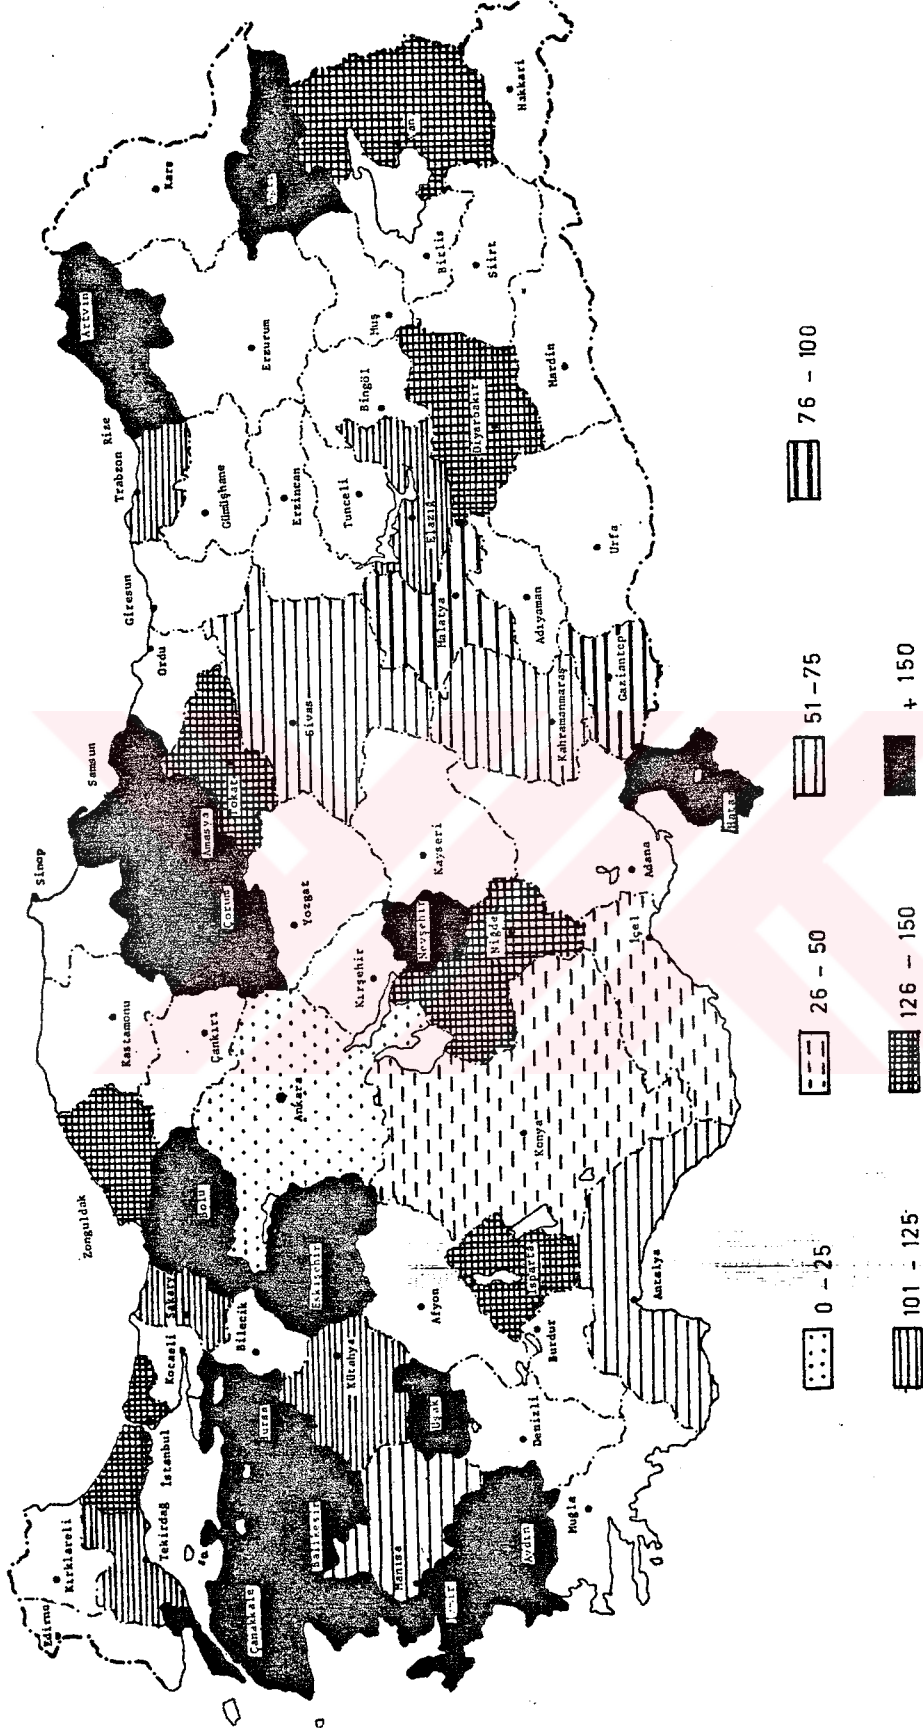 Edirne
Kırklareli
Tekirdağ
İstanbul
Kocaeli
Sakarya
Zonguldak
Bolu
Bilecik
Bursa
Çanakkale
Balıkesir
Kütahya
Eskişehir
Manisa
Uşak
Afyon
İzmir
Aydın
Denizli
Muğla
Burdur
Isparta
Antalya
Kastamonu
Çankırı
Ankara
Konya
Kırşehir
Sinop
Samsun
Amasya
Çorum
Tokat
Yozgat
Nevşehir
Niğde
Kayseri
İçel
Adana
Hatay
Ordu
Giresun
Sivas
Malatya
Kahramanmaraş
Gaziantep
Adıyaman
Urfa
Trabzon
Rize
Gümüşhane
Erzincan
Tunceli
Elazığ
Bingöl
Diyarbakır
Mardin
Artvin
Erzurum
Muş
Bitlis
Siirt
Kars
Van
Hakkari
0 - 25
26 - 50
51 - 75
76 - 100
101 - 125
126 - 150
+ 150